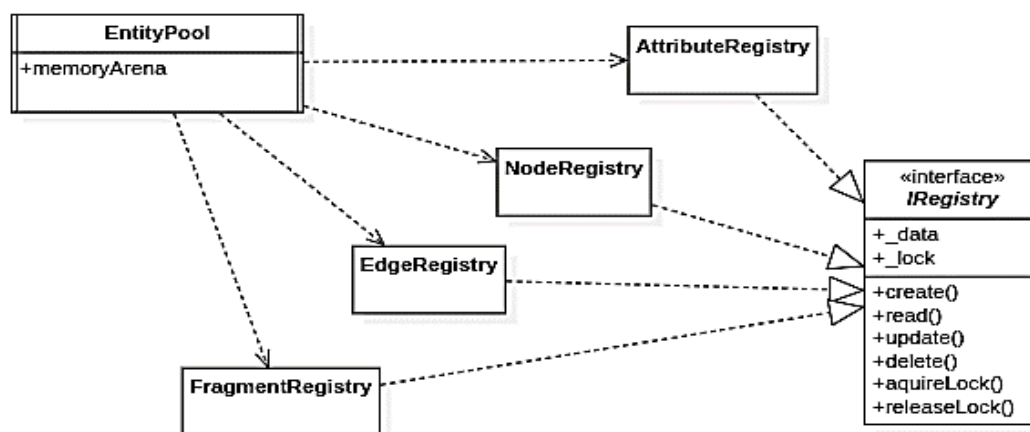 EntityPool
+memoryArena
AttributeRegistry
NodeRegistry
EdgeRegistry
FragmentRegistry
«interface»
IRegistry
+_data
+_lock
+create()
+read()
+update()
+delete()
+aquireLock()
+releaseLock()